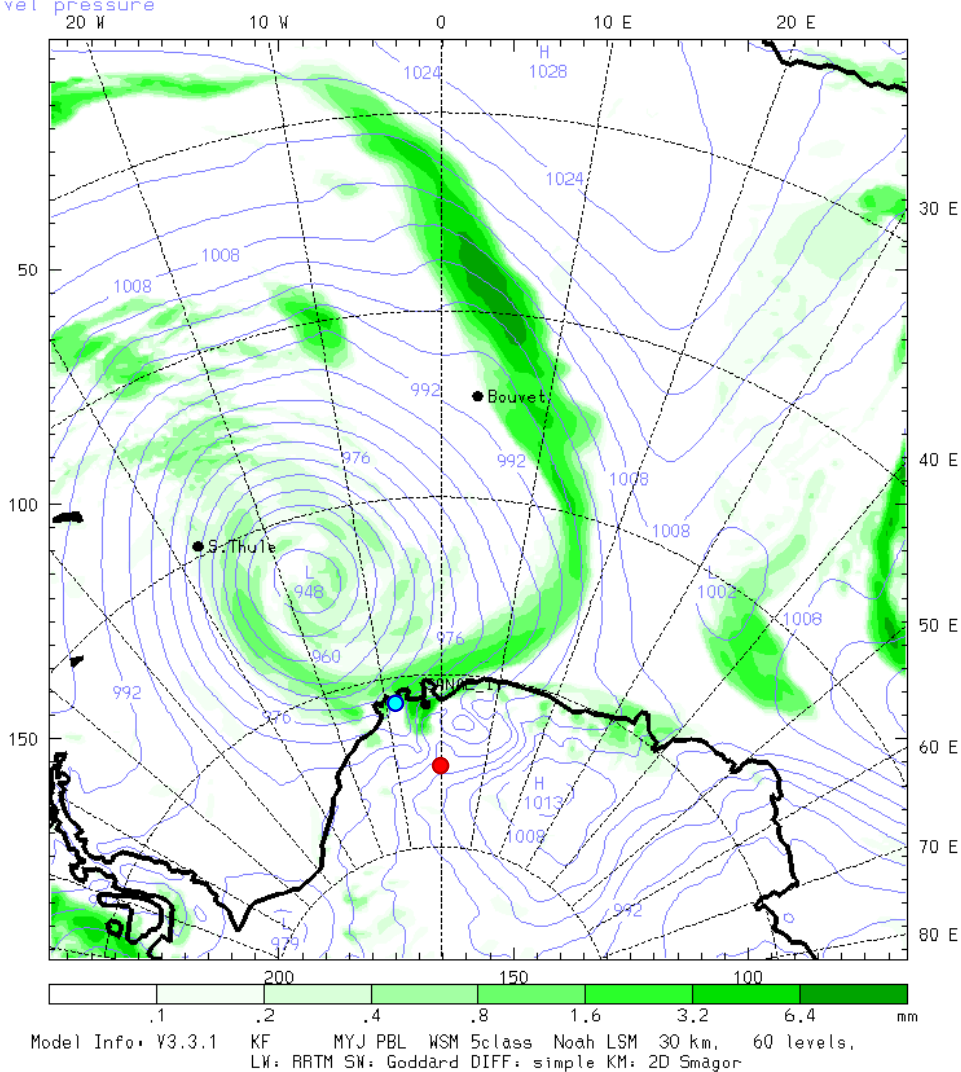 vel pressure
20 W 10 W 0 10 E 20 E
H
1028
1024
1024
30 E
1008
50
1008
992 Bouvet
976
992
40 E
1008
100
1008
S.Thule
L
948
L
1002
1008
50 E
976
960
992
976
150
60 E
H
1013
1008
70 E
992
L
979
80 E
200 150 100
.1 .2 .4 .8 1.6 3.2 6.4 mm
Model Info: V3.3.1 KF MYJ PBL WSM 5class Noah LSM 30 km, 60 levels,
LW: RRTM SW: Goddard DIFF: simple KM: 2D Smagor